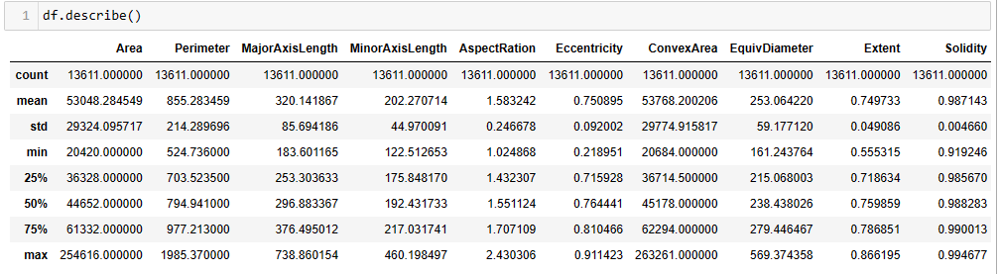 1 df.describe()
Area Perimeter MajorAxisLength MinorAxisLength AspectRation Eccentricity ConvexArea EquivDiameter Extent Solidity
count 13611.000000 13611.000000 13611.000000 13611.000000 13611.000000 13611.000000 13611.000000 13611.000000 13611.000000 13611.000000
mean 53048.284549 855.283459 320.141867 202.270714 1.583242 0.750895 53768.200206 253.064220 0.749733 0.987143
std 29324.095717 214.289696 85.694186 44.970091 0.246678 0.092002 29774.915817 59.177120 0.049086 0.004660
min 20420.000000 524.736000 183.601165 122.512653 1.024868 0.218951 20684.000000 161.243764 0.555315 0.919246
25% 36328.000000 703.523500 253.303633 175.848170 1.432307 0.715928 36714.500000 215.068003 0.718634 0.985670
50% 44652.000000 794.941000 296.883367 192.431733 1.551124 0.764441 45178.000000 238.438026 0.759859 0.988283
75% 61332.000000 977.213000 376.495012 217.031741 1.707109 0.810466 62294.000000 279.446467 0.786851 0.990013
max 254616.000000 1985.370000 738.860154 460.198497 2.430306 0.911423 263261.000000 569.374358 0.866195 0.994677